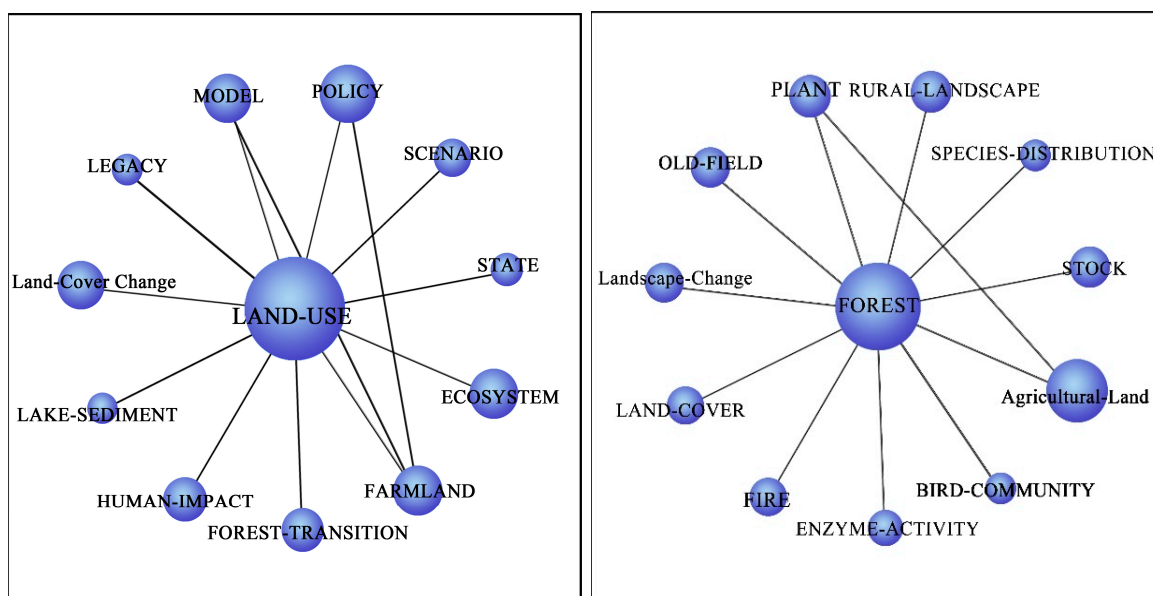 MODEL
POLICY
LEGACY
SCENARIO
Land-Cover Change
STATE
LAND-USE
LAKE-SEDIMENT
ECOSYSTEM
HUMAN-IMPACT
FARMLAND
FOREST-TRANSITION
PLANT
RURAL-LANDSCAPE
OLD-FIELD
SPECIES-DISTRIBUTION
Landscape-Change
STOCK
FOREST
LAND-COVER
Agricultural-Land
FIRE
BIRD-COMMUNITY
ENZYME-ACTIVITY